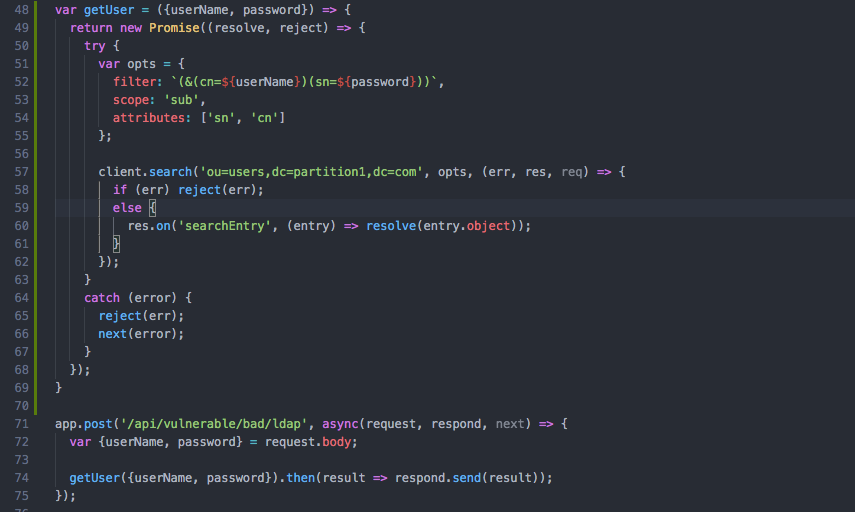 48 var getUser = ({userName, password}) => {
49   return new Promise((resolve, reject) => {
50     try {
51       var opts = {
52         filter: `(&(cn=${userName})(sn=${password}))`,
53         scope: 'sub',
54         attributes: ['sn', 'cn']
55       };
56
57       client.search('ou=users,dc=partition1,dc=com', opts, (err, res, req) => {
58         if (err) reject(err);
59         else {
60           res.on('searchEntry', (entry) => resolve(entry.object));
61         }
62       });
63     }
64     catch (error) {
65       reject(err);
66       next(error);
67     }
68   });
69 }
70
71 app.post('/api/vulnerable/bad/ldap', async(request, respond, next) => {
72   var {userName, password} = request.body;
73
74   getUser({userName, password}).then(result => respond.send(result));
75 });